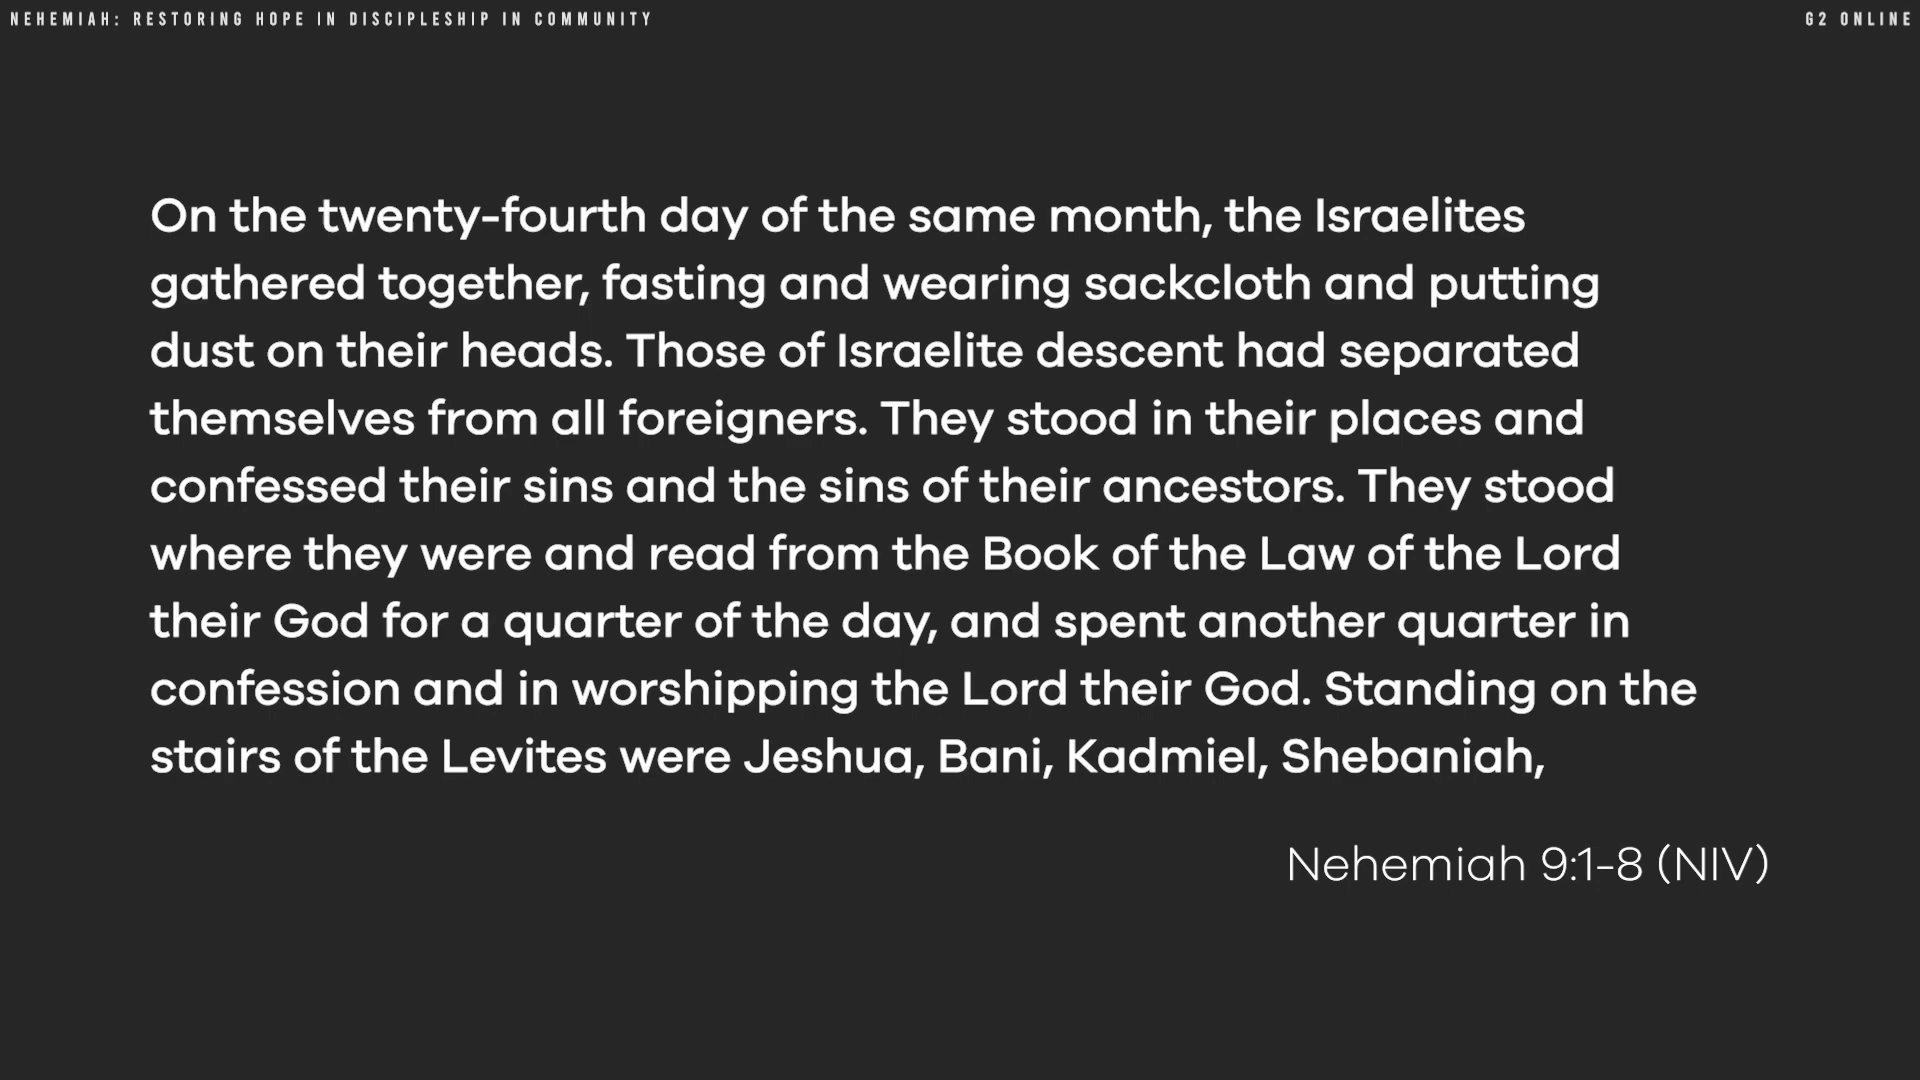 NEHEMIAH: RESTORING HOPE IN DISCIPLESHIP IN COMMUNITY
G2 ONLINE
On the twenty-fourth day of the same month, the Israelites
gathered together, fasting and wearing sackcloth and putting
dust on their heads. Those of Israelite descent had separated
themselves from all foreigners. They stood in their places and
confessed their sins and the sins of their ancestors. They stood
where they were and read from the Book of the Law of the Lord
their God for a quarter of the day, and spent another quarter in
confession and in worshipping the Lord their God. Standing on the
stairs of the Levites were Jeshua, Bani, Kadmiel, Shebaniah,
Nehemiah 9:1-8 (NIV)